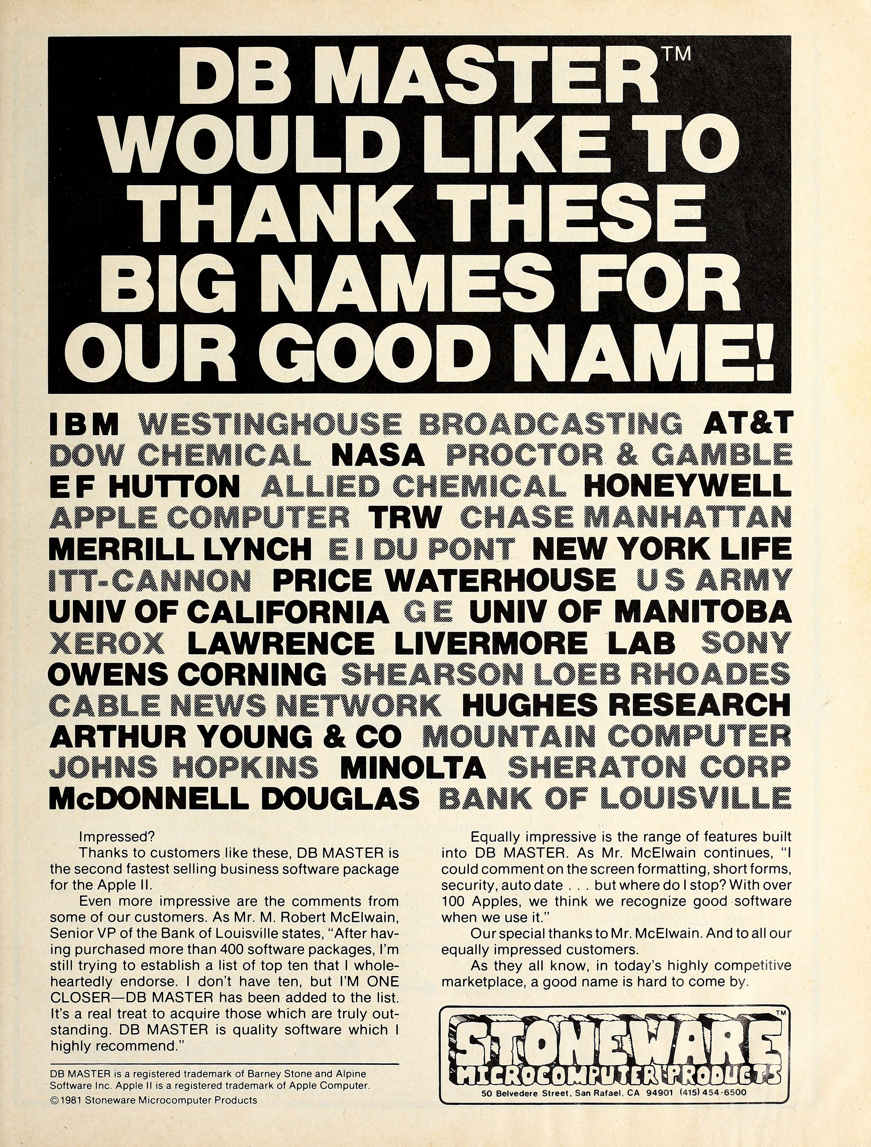 DB MASTER™
WOULD LIKE TO
THANK THESE
BIG NAMES FOR
OUR GOOD NAME!
IBM WESTINGHOUSE BROADCASTING AT&T
DOW CHEMICAL NASA PROCTOR & GAMBLE
EF HUTTON ALLIED CHEMICAL HONEYWELL
APPLE COMPUTER TRW CHASE MANHATTAN
MERRILL LYNCH E I DU PONT NEW YORK LIFE
ITT-CANNON PRICE WATERHOUSE US ARMY
UNIV OF CALIFORNIA GE UNIV OF MANITOBA
XEROX LAWRENCE LIVERMORE LAB SONY
OWENS CORNING SHEARSON LOEB RHOADES
CABLE NEWS NETWORK HUGHES RESEARCH
ARTHUR YOUNG & CO MOUNTAIN COMPUTER
JOHNS HOPKINS MINOLTA SHERATON CORP
McDONNELL DOUGLAS BANK OF LOUISVILLE
Impressed?
Thanks to customers like these, DB MASTER is
the second fastest selling business software package
for the Apple II.
Even more impressive are the comments from
some of our customers. As Mr. M. Robert McElwain,
Senior VP of the Bank of Louisville states, “After hav-
ing purchased more than 400 software packages, I’m
still trying to establish a list of top ten that I whole-
heartedly endorse. I don’t have ten, but I’M ONE
CLOSER—DB MASTER has been added to the list.
It’s a real treat to acquire those which are truly out-
standing. DB MASTER is quality software which I
highly recommend.”
DB MASTER is a registered trademark of Barney Stone and Alpine
Software Inc. Apple II is a registered trademark of Apple Computer.
©1981 Stoneware Microcomputer Products
Equally impressive is the range of features built
into DB MASTER. As Mr. McElwain continues, “I
could comment on the screen formatting, short forms,
security, auto date . . . but where do I stop? With over
100 Apples, we think we recognize good software
when we use it.”
Our special thanks to Mr. McElwain. And to all our
equally impressed customers.
As they all know, in today’s highly competitive
marketplace, a good name is hard to come by.
STONEWARE™
MICROCOMPUTER PRODUCTS
50 Belvedere Street, San Rafael, CA 94901 (415) 454-6500